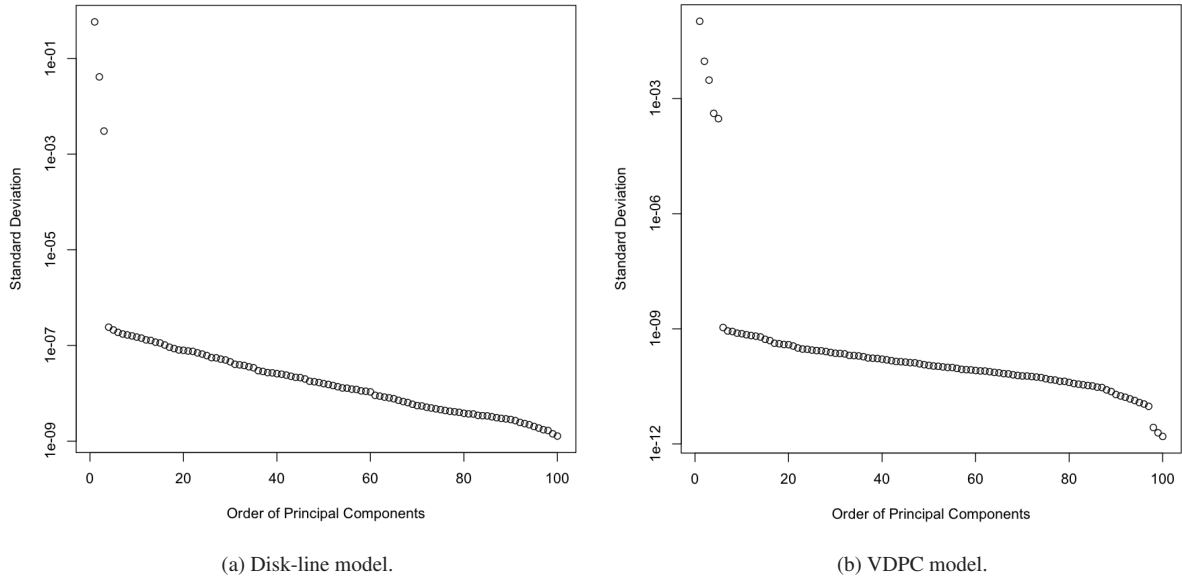 1e-01
1e-03
1e-05
1e-07
1e-09
Standard Deviation
0 20 40 60 80 100
Order of Principal Components
(a) Disk-line model.
1e-03
1e-06
1e-09
1e-12
Standard Deviation
0 20 40 60 80 100
Order of Principal Components
(b) VDPC model.